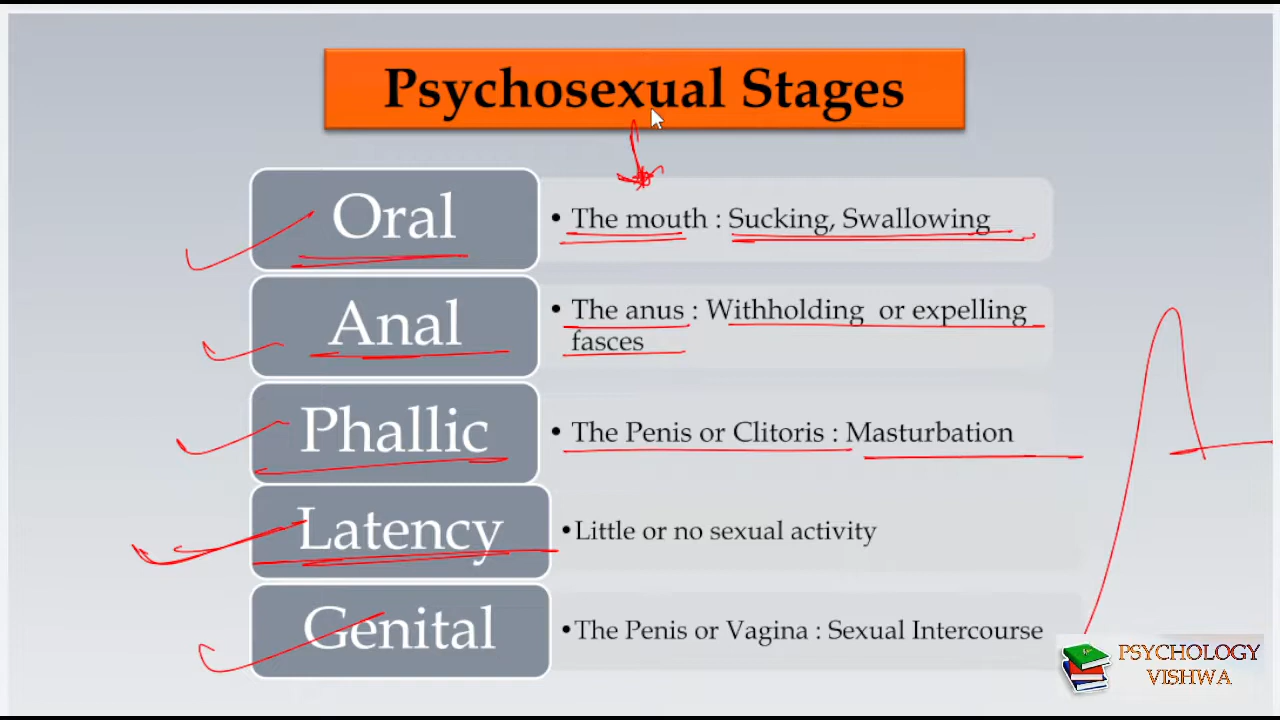 Psychosexual Stages
Oral
• The mouth : Sucking, Swallowing
Anal
• The anus : Withholding or expelling
fasces
Phallic
• The Penis or Clitoris : Masturbation
Latency
•Little or no sexual activity
Genital
•The Penis or Vagina : Sexual Intercourse
PSYCHOLOGY
VISHWA